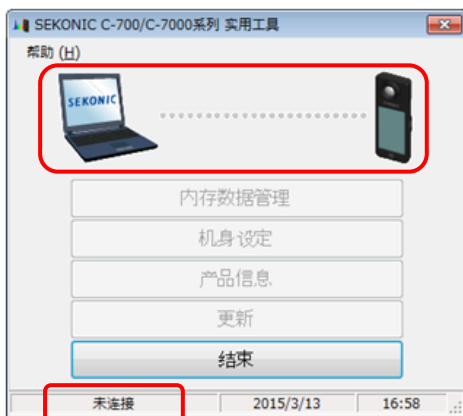 SEKONIC C-700/C-7000系列 实用工具
帮助 (H)
SEKONIC
内存数据管理
机身设定
产品信息
更新
结束
未连接 2015/3/13 16:58